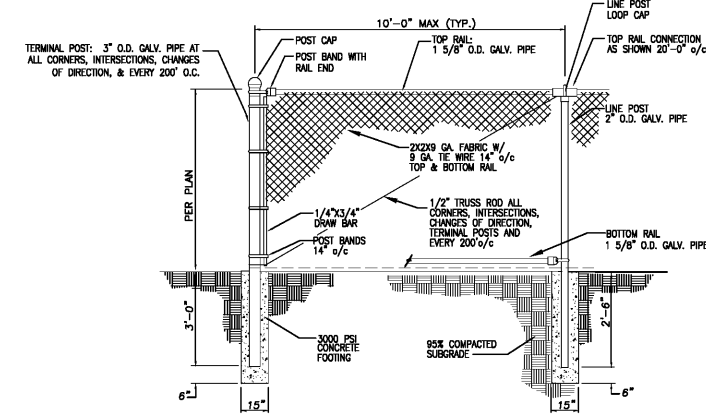 LINE POST
LOOP CAP
10'-0" MAX (TYP.)
TERMINAL POST: 3" O.D. GALV. PIPE AT
ALL CORNERS, INTERSECTIONS, CHANGES
OF DIRECTION, & EVERY 200' O.C.
POST CAP
POST BAND WITH
RAIL END
TOP RAIL:
1 5/8" O.D. GALV. PIPE
TOP RAIL CONNECTION
AS SHOWN 20'-0" o/c
LINE POST
2" O.D. GALV. PIPE
2X2X9 GA. FABRIC W/
9 GA. TIE WIRE 14" o/c
TOP & BOTTOM RAIL
PER PLAN
1/4"X3/4"
DRAW BAR
1/2" TRUSS ROD ALL
CORNERS, INTERSECTIONS,
CHANGES OF DIRECTION,
TERMINAL POSTS AND
EVERY 200'o/c
POST BANDS
14" o/c
BOTTOM RAIL
1 5/8" O.D. GALV. PIPE
3'-0"
2'-6"
3000 PSI
CONCRETE
FOOTING
95% COMPACTED
SUBGRADE
6"
15"
15"
6"